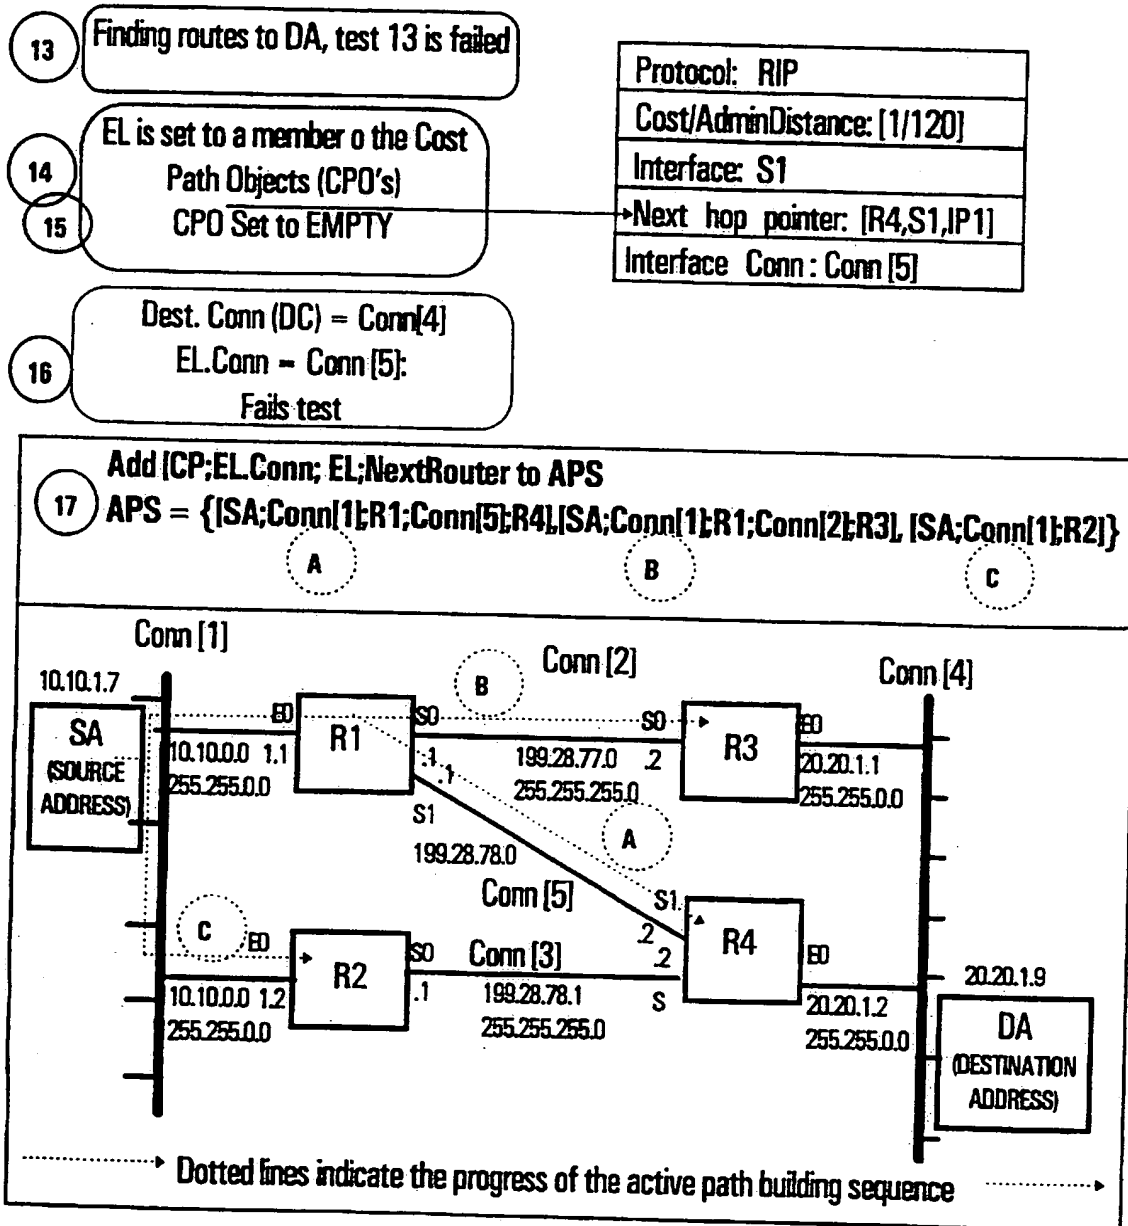 13
Finding routes to DA, test 13 is failed
14
15
EL is set to a member o the Cost
Path Objects (CPO's)
CPO Set to EMPTY
Protocol: RIP
Cost/AdminDistance: [1/120]
Interface: S1
Next hop pointer: [R4,S1,IP1]
Interface Conn: Conn [5]
16
Dest. Conn (DC) = Conn[4]
EL.Conn = Conn [5]:
Fails test
17
Add [CP;EL.Conn; EL;NextRouter to APS
APS = {[SA;Conn[1];R1;Conn[5];R4],[SA;Conn[1];R1;Conn[2];R3], [SA;Conn[1];R2]}
A
B
C
Conn [1]
Conn [2]
Conn [4]
10.10.1.7
SA
(SOURCE
ADDRESS)
E0
R1
S0
B
S0
R3
E0
10.10.0.0 1.1
255.255.0.0
.1
.1
199.28.77.0 .2
255.255.255.0
20.20.1.1
255.255.0.0
S1
199.28.78.0
A
Conn [5]
S1
.2
.2
R4
E0
C
E0
R2
S0
.1
Conn [3]
199.28.78.1
255.255.255.0
S
10.10.0.0 1.2
255.255.0.0
20.20.1.2
255.255.0.0
20.20.1.9
DA
(DESTINATION
ADDRESS)
Dotted lines indicate the progress of the active path building sequence